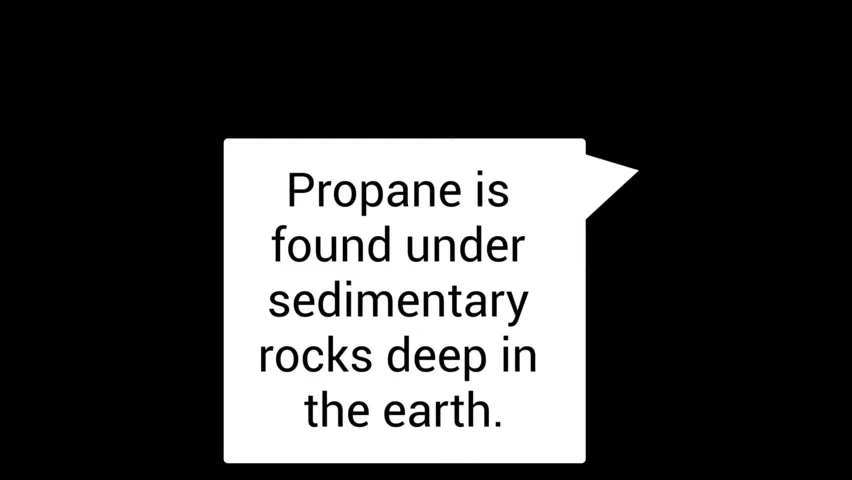 Propane is
found under
sedimentary
rocks deep in
the earth.